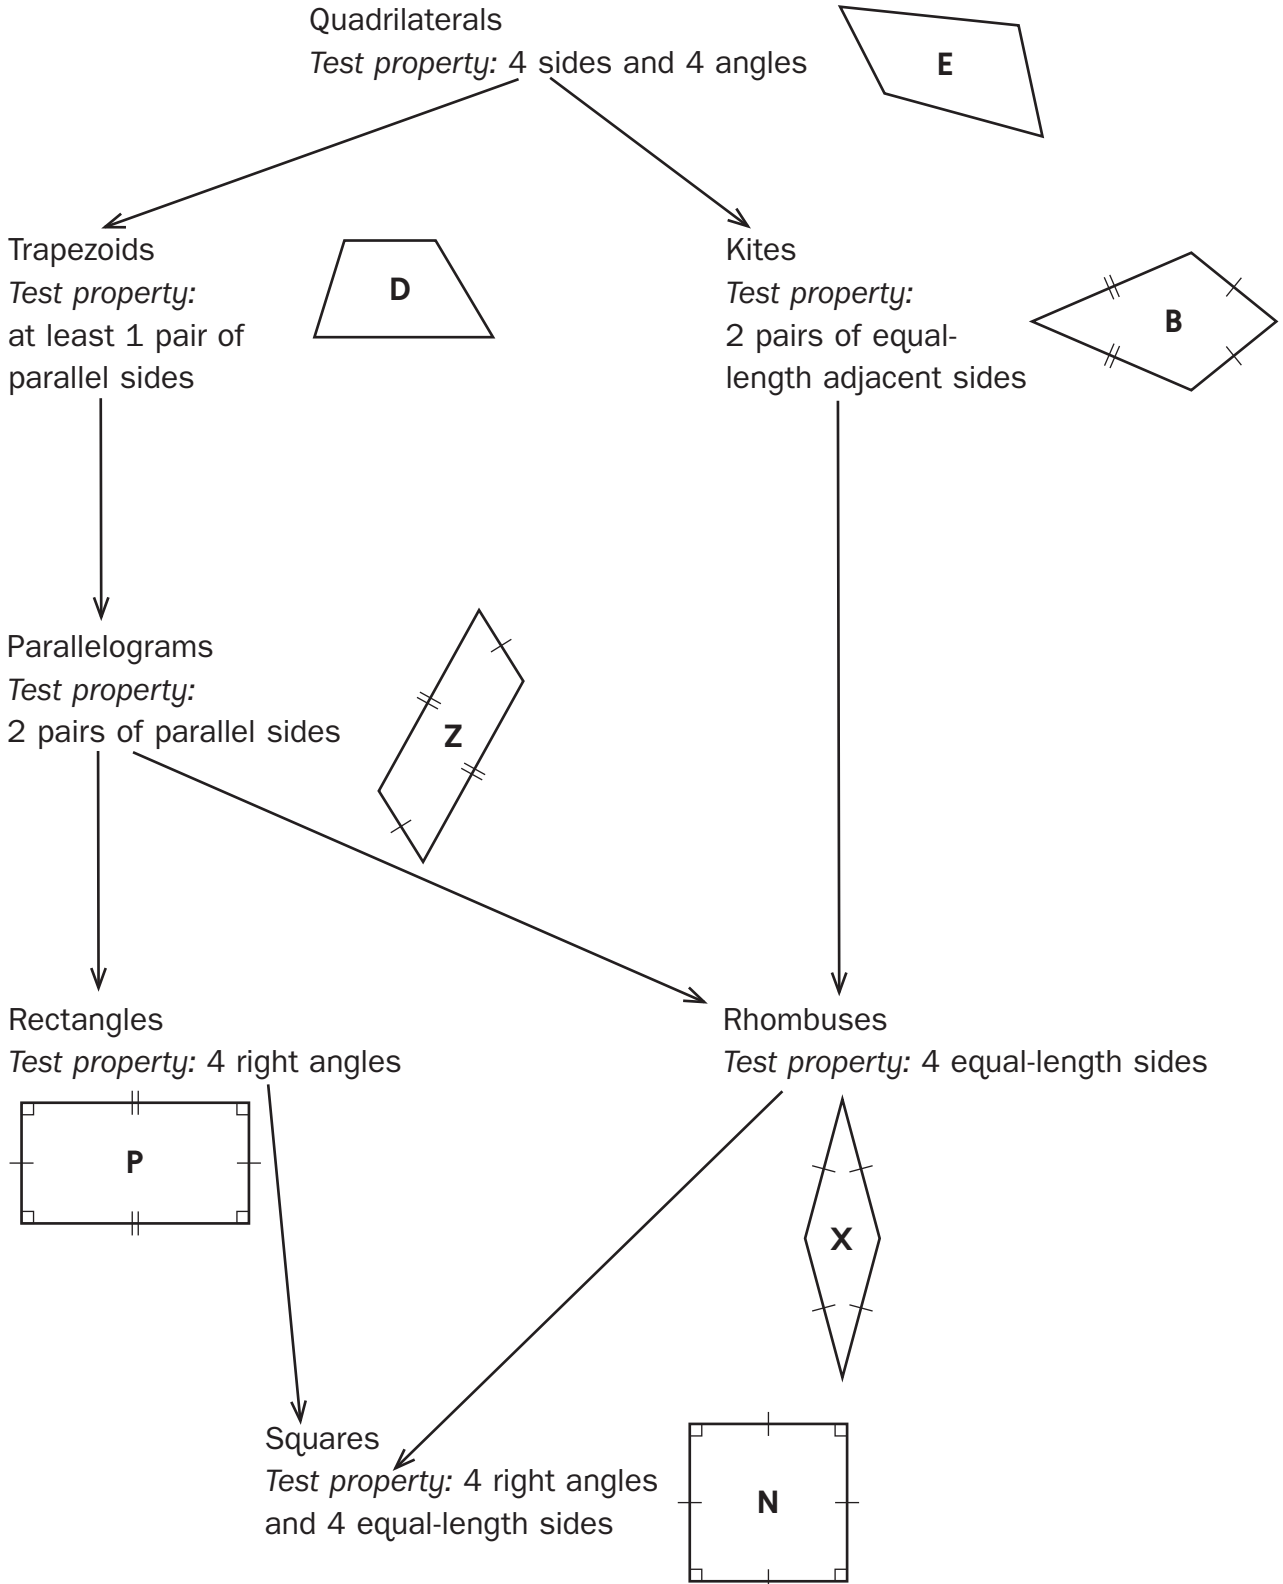 Quadrilaterals
Test property: 4 sides and 4 angles
E
Trapezoids
Test property:
at least 1 pair of
parallel sides
D
Kites
Test property:
2 pairs of equal-
length adjacent sides
B
Parallelograms
Test property:
2 pairs of parallel sides
Z
Rectangles
Test property: 4 right angles
P
Rhombuses
Test property: 4 equal-length sides
X
Squares
Test property: 4 right angles
and 4 equal-length sides
N